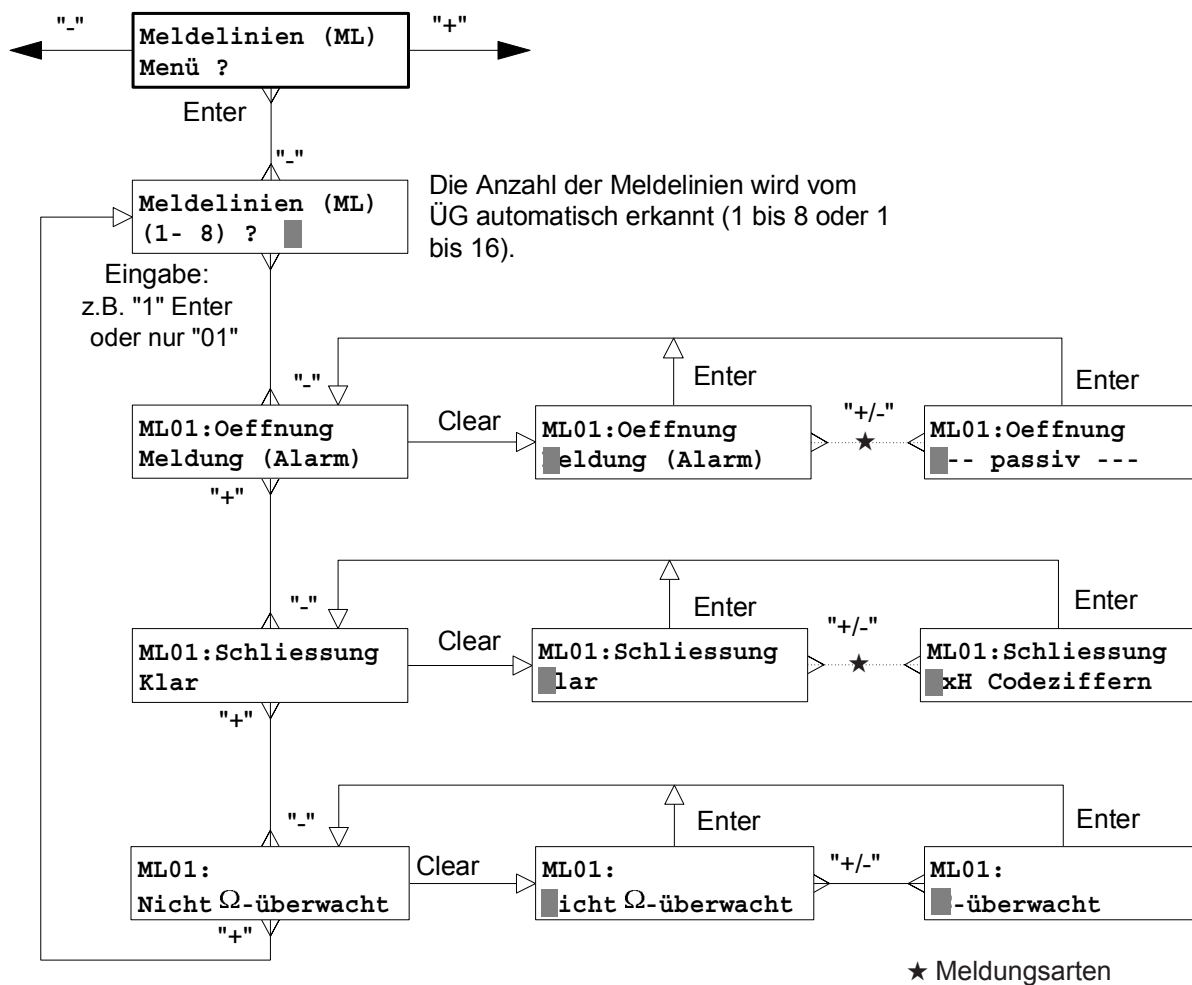 "-"
Meldelinien (ML)
Menü ?
"+"
Enter
"-"
Meldelinien (ML)
(1- 8) ?
Die Anzahl der Meldelinien wird vom
ÜG automatisch erkannt (1 bis 8 oder 1
bis 16).
Eingabe:
z.B. "1" Enter
oder nur "01"
"-"
Enter
Enter
ML01:Oeffnung
Meldung (Alarm)
Clear
ML01:Oeffnung
eldung (Alarm)
"+/-"
ML01:Oeffnung
-- passiv ---
"+"
"-"
Enter
Enter
ML01:Schliessung
Klar
Clear
ML01:Schliessung
lar
"+/-"
ML01:Schliessung
xH Codeziffern
"+"
"-"
Enter
Enter
ML01:
Nicht Ω-überwacht
Clear
ML01:
icht Ω-überwacht
"+/-"
ML01:
-überwacht
"+"
★ Meldungsarten